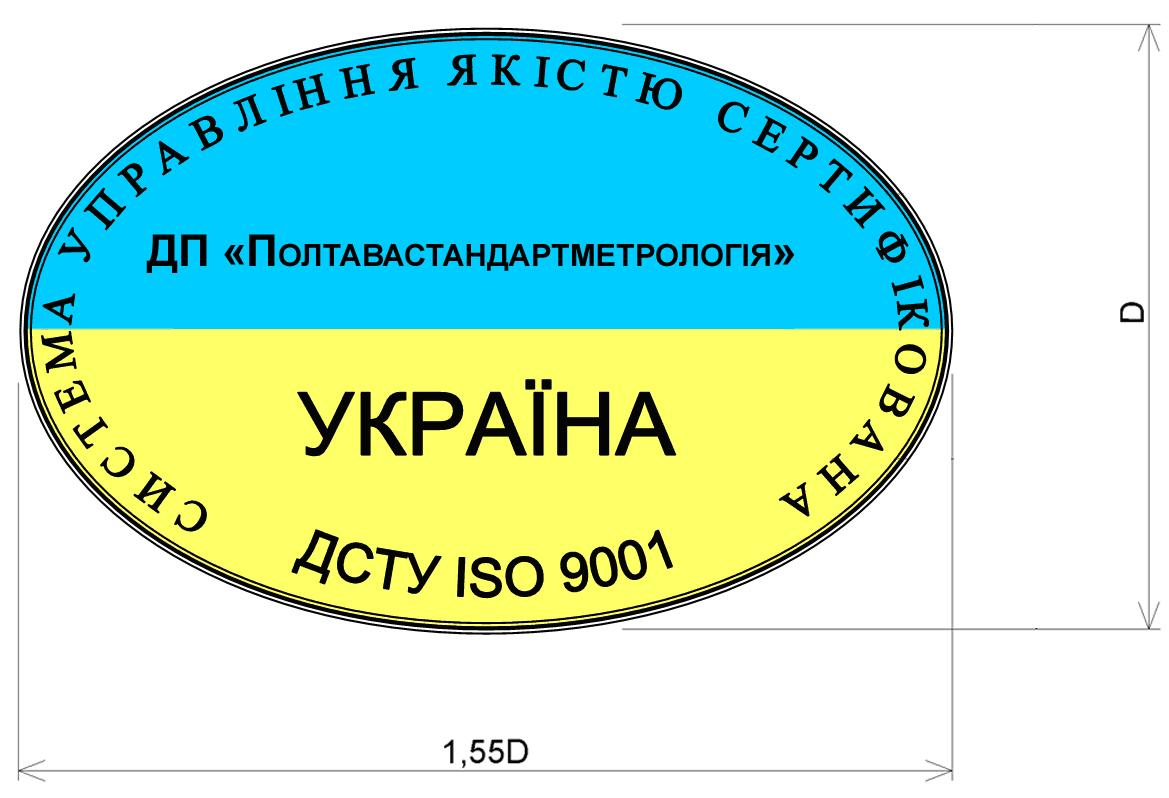 СИСТЕМА УПРАВЛІННЯ ЯКІСТЮ СЕРТИФІКОВАНА
ДП «ПОЛТАВАСТАНДАРТМЕТРОЛОГІЯ»
УКРАЇНА
ДСТУ ISO 9001
D
1,55D